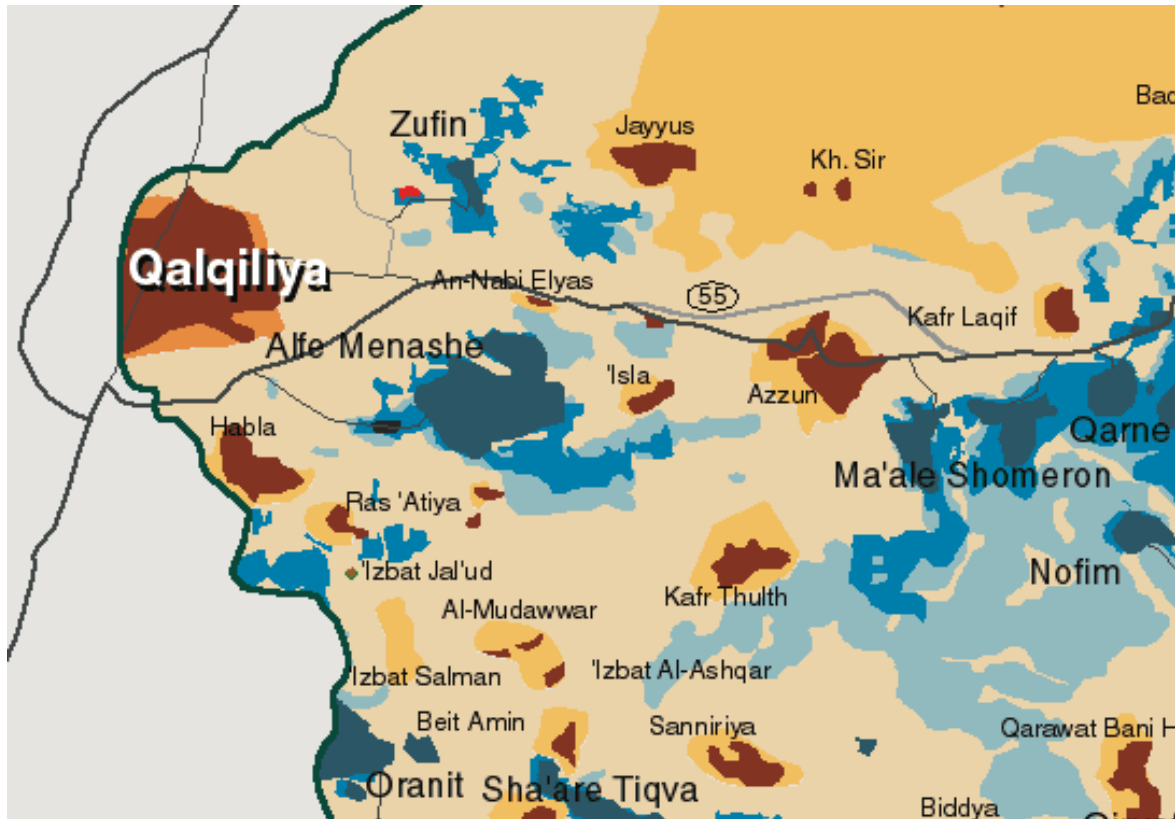 Bac
Zufin
Jayyus
Kh. Sir
Qalqiliya
An-Nabi Elyas
55
Kafr Laqif
Alfe Menashe
'Isla
Azzun
Habla
Qarne
Ma'ale Shomeron
Ras 'Atiya
'Izbat Jal'ud
Nofim
Kafr Thulth
Al-Mudawwar
'Izbat Salman
'Izbat Al-Ashqar
Beit Amin
Sanniriya
Qarawat Bani H
Oranit
Sha'are Tiqva
Biddya